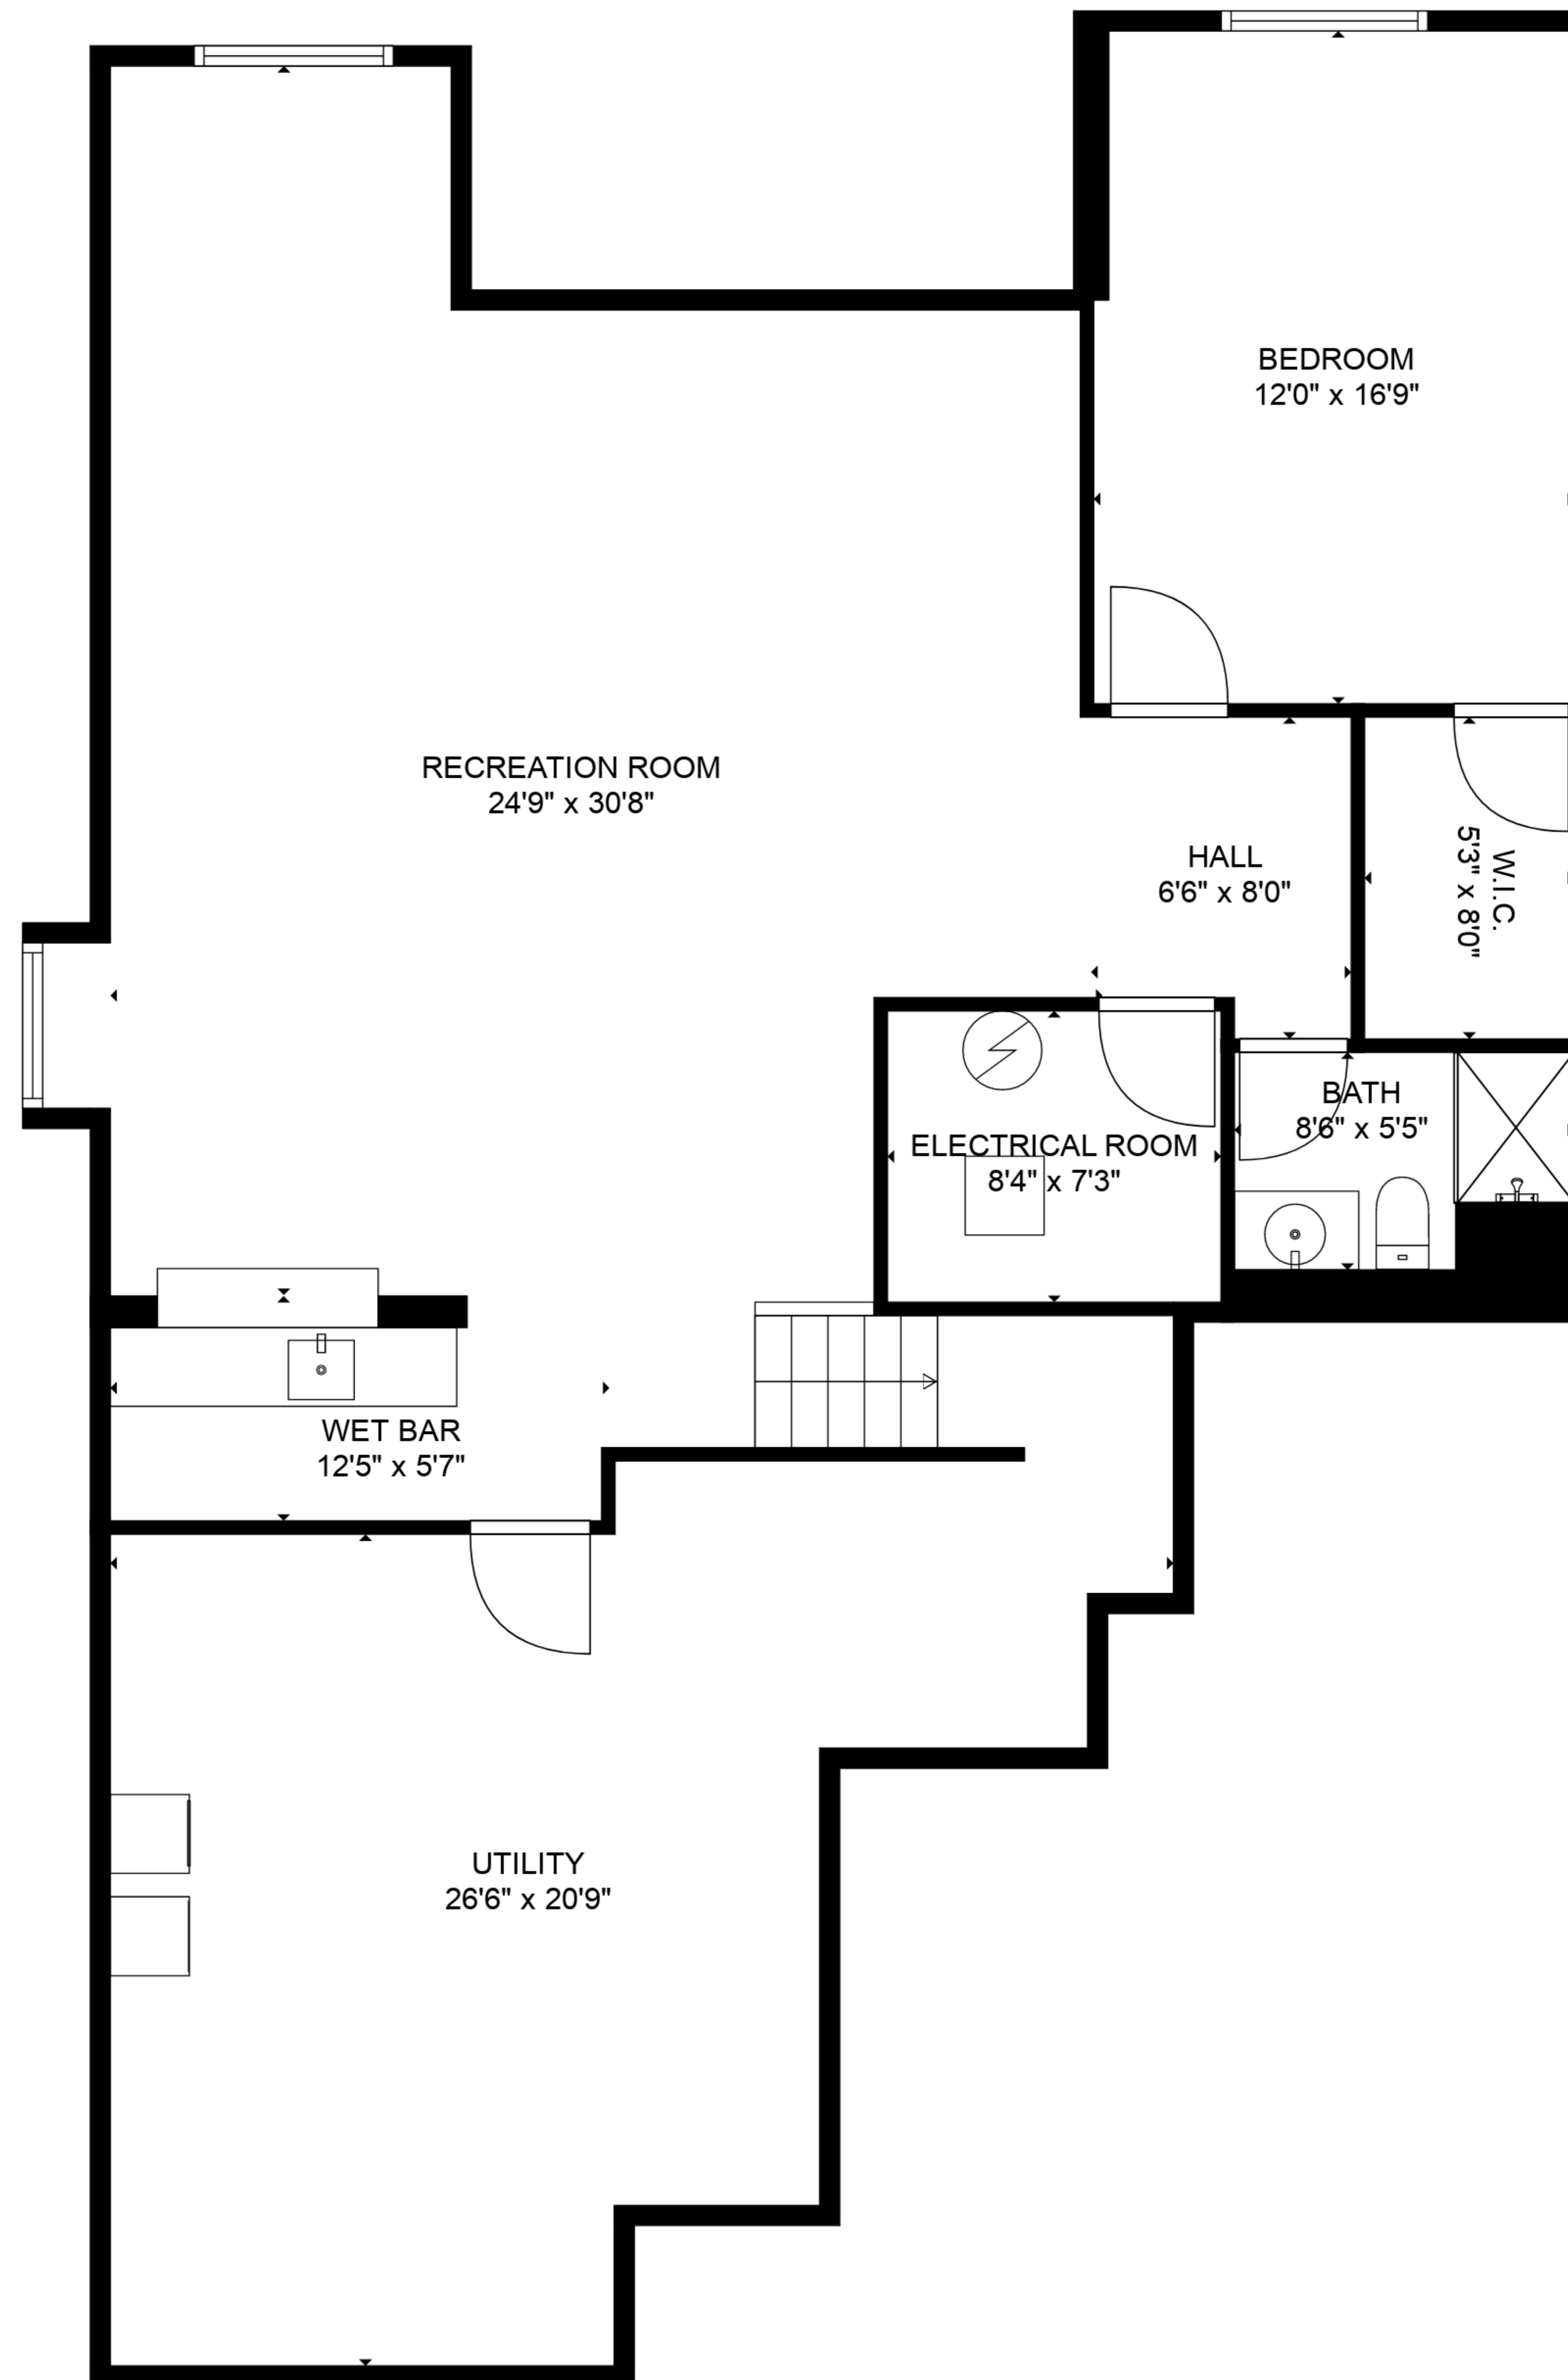 BEDROOM
12'0" x 16'9"
RECREATION ROOM
24'9" x 30'8"
HALL
6'6" x 8'0"
W.I.C.
5'3" x 8'0"
BATH
8'6" x 5'5"
ELECTRICAL ROOM
8'4" x 7'3"
WET BAR
12'5" x 5'7"
UTILITY
26'6" x 20'9"